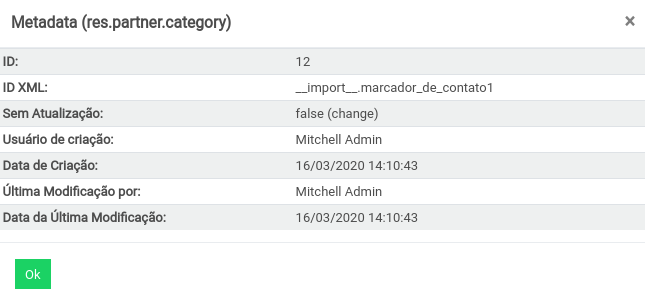 Metadata (res.partner.category)
×
ID: 12
ID XML: __import__.marcador_de_contato1
Sem Atualização: false (change)
Usuário de criação: Mitchell Admin
Data de Criação: 16/03/2020 14:10:43
Última Modificação por: Mitchell Admin
Data da Última Modificação: 16/03/2020 14:10:43
Ok